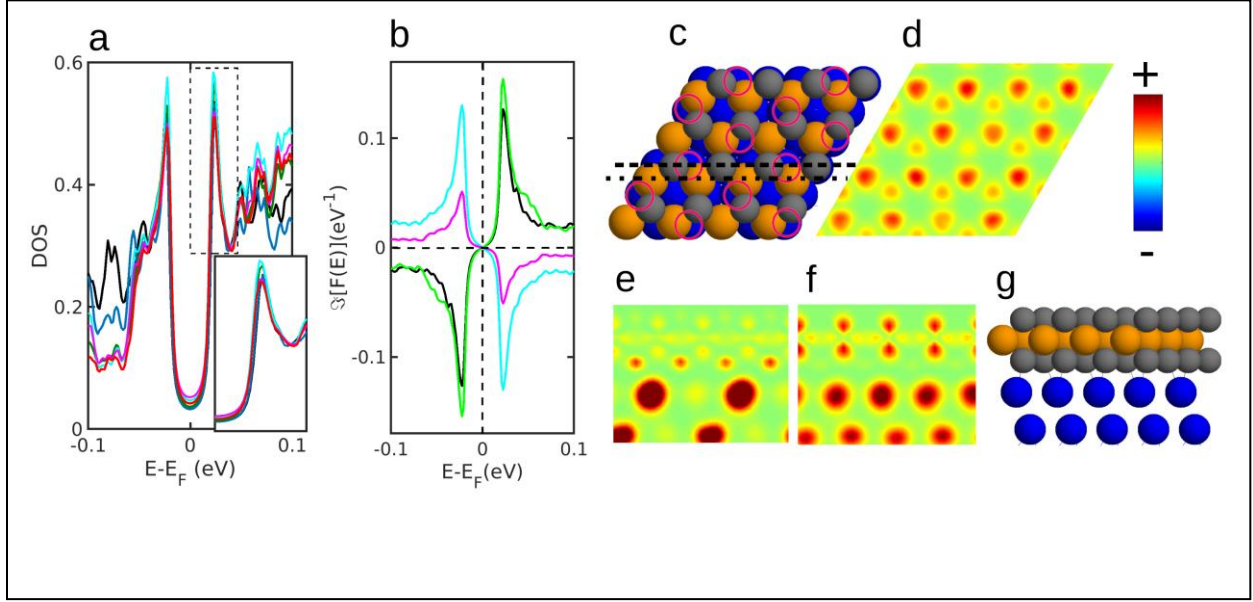 a
0.6
0.4
DOS
0.2
0
-0.1
0
0.1
E-E_F (eV)
b
0.1
ℑ[F(E)](eV⁻¹)
0
-0.1
-0.1
0
0.1
E-E_F(eV)
c
d
+
-
e
f
g